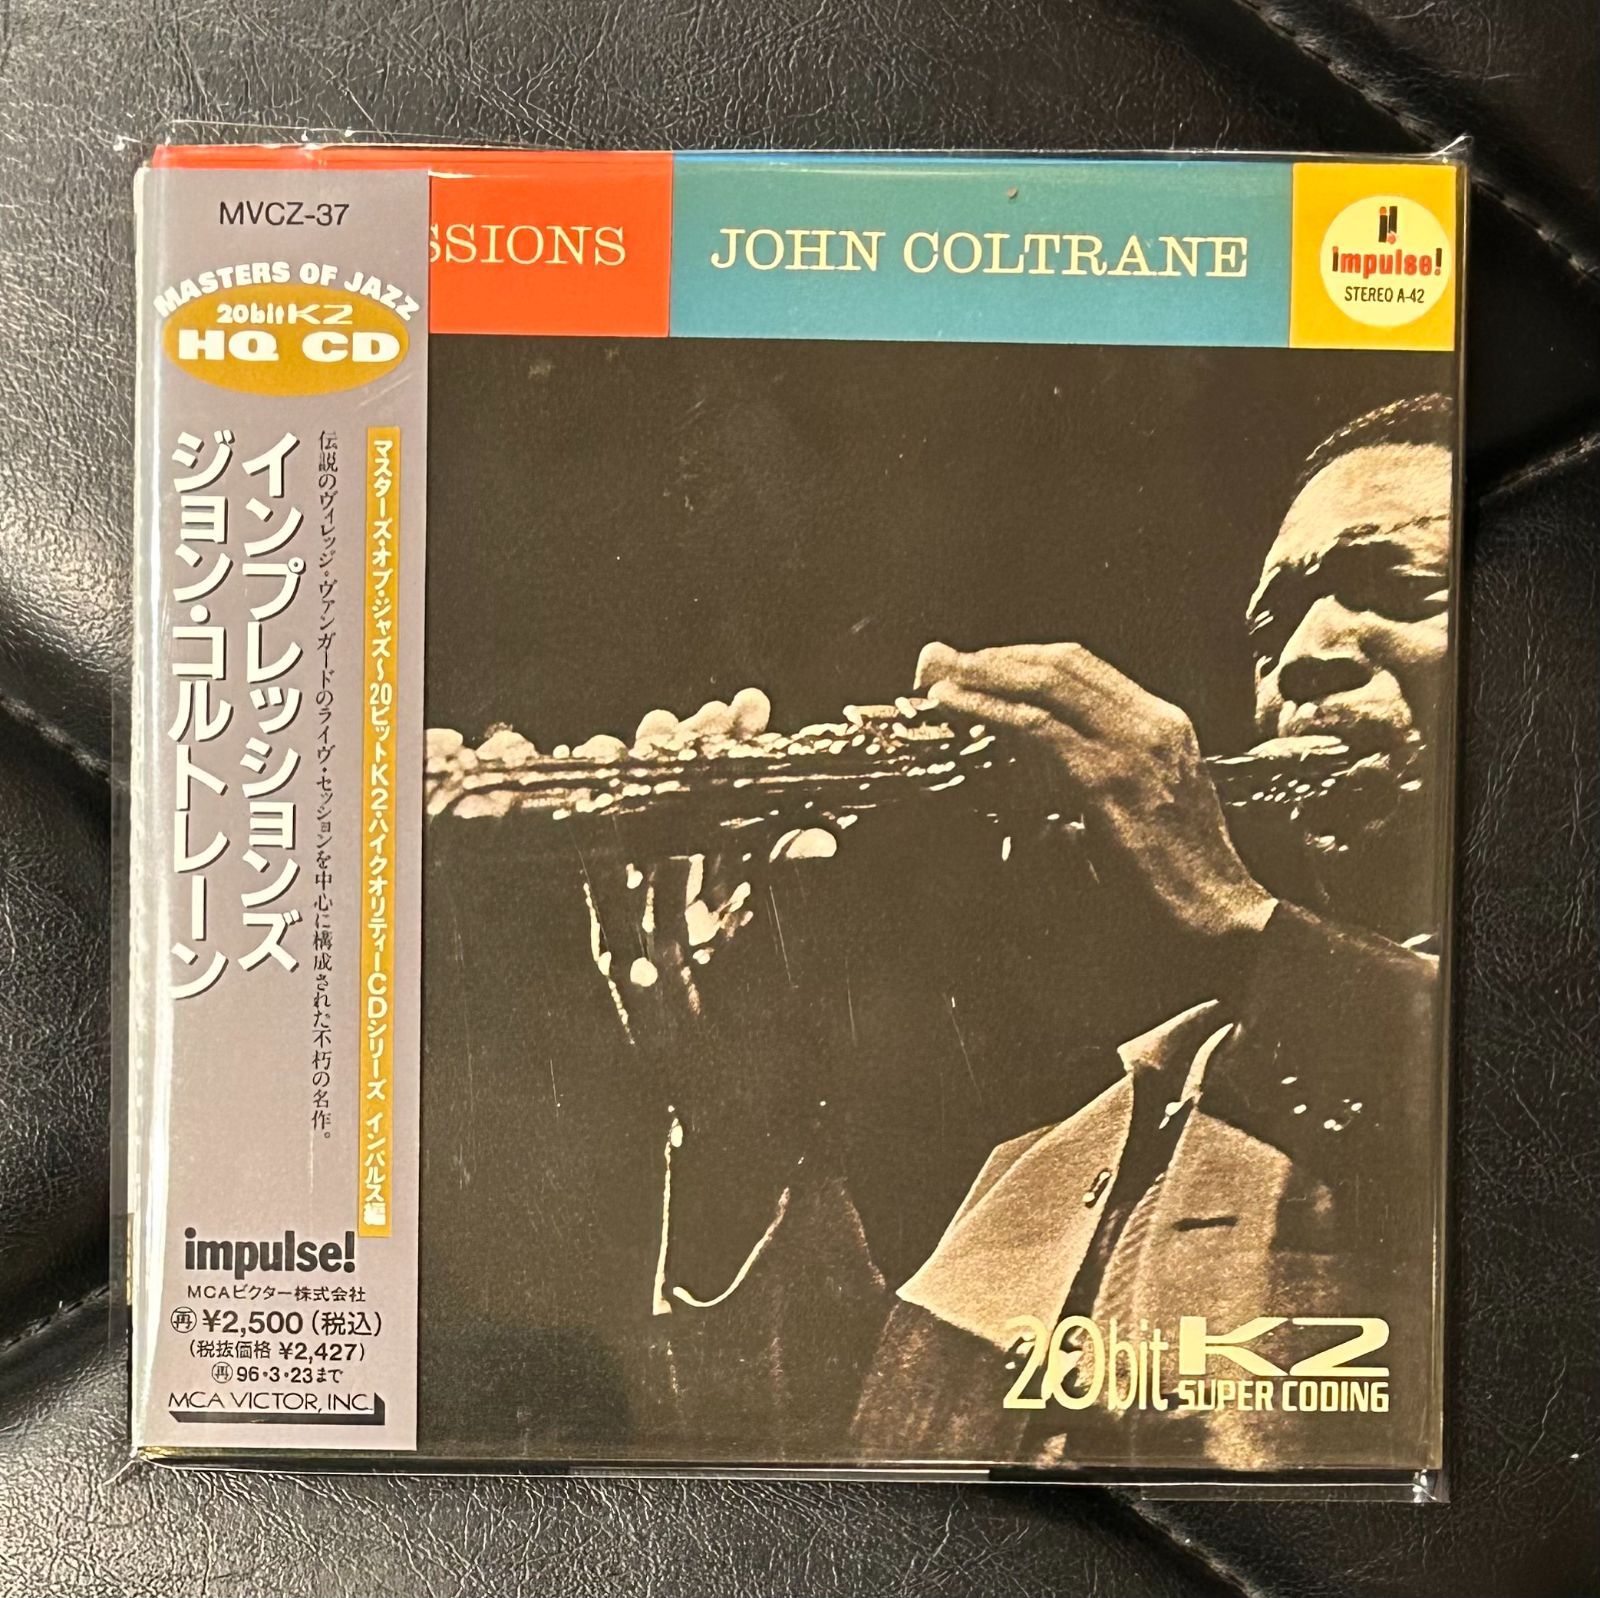 MVCZ-37
MASTERS OF JAZZ
20bit K2
HQ CD
マスターズ・オブ・ジャズ〜20ビットK2・ハイクオリティーCDシリーズ インパルス編
伝説のヴィレッジ・ヴァンガードのライヴ・セッションを中心に構成された不朽の名作。
インプレッションズ
ジョン・コルトレーン
impulse!
MCAビクター株式会社
再 ¥2,500(税込)
(税抜価格 ¥2,427)
再 96・3・23まで
MCA VICTOR, INC.
SSIONS
JOHN COLTRANE
impulse!
STEREO A-42
20bit K2
SUPER CODING